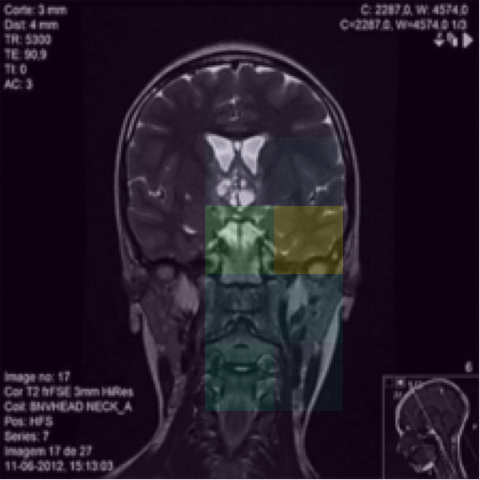 Corte: 3 mm
Dist: 4 mm
TR: 5300
TE: 90,9
TI: 0
AC: 3
C: 2287,0, W: 4574,0
C=2287,0, W=4574,0 1/3
Image no: 17
Cor T2 frFSE 3mm HiRes
Coil: 8NVHEAD NECK_A
Pos: HFS
Series: 7
Imagem 17 de 27
11-06-2012, 15:13:03
6